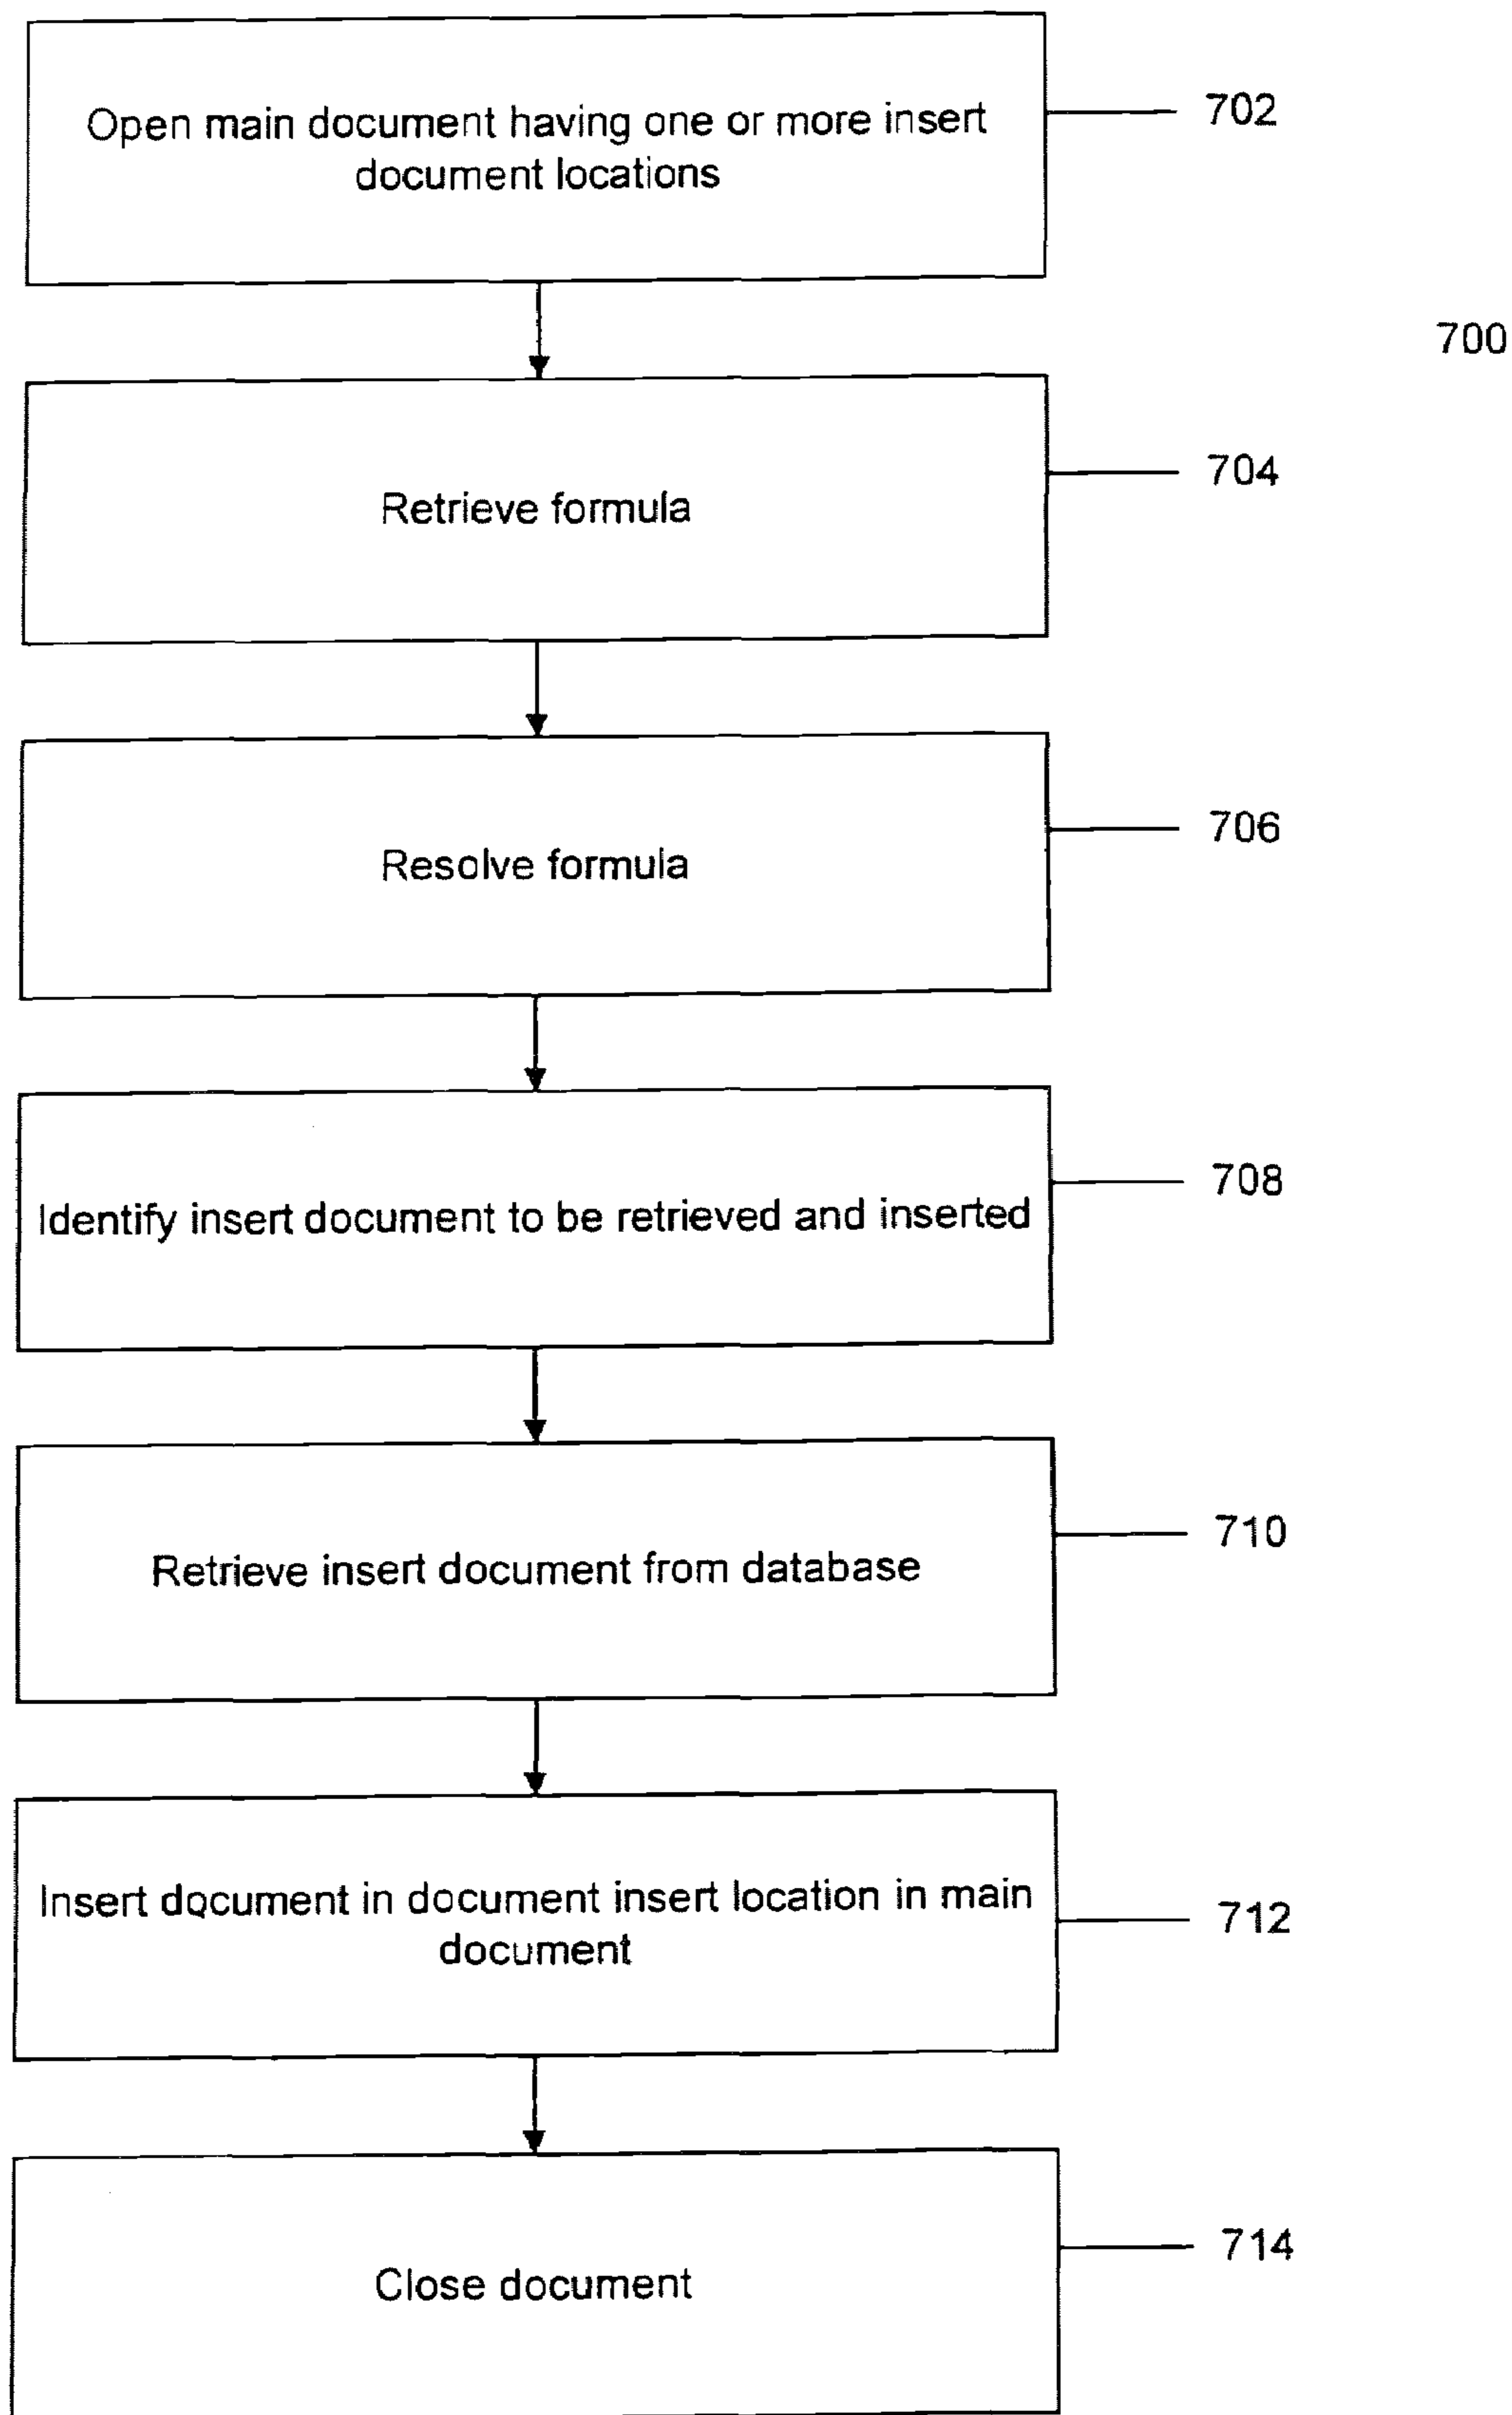 Open main document having one or more insert
document locations
702
700
Retrieve formula
704
Resolve formula
706
Identify insert document to be retrieved and inserted
708
Retrieve insert document from database
710
Insert document in document insert location in main
document
712
Close document
714